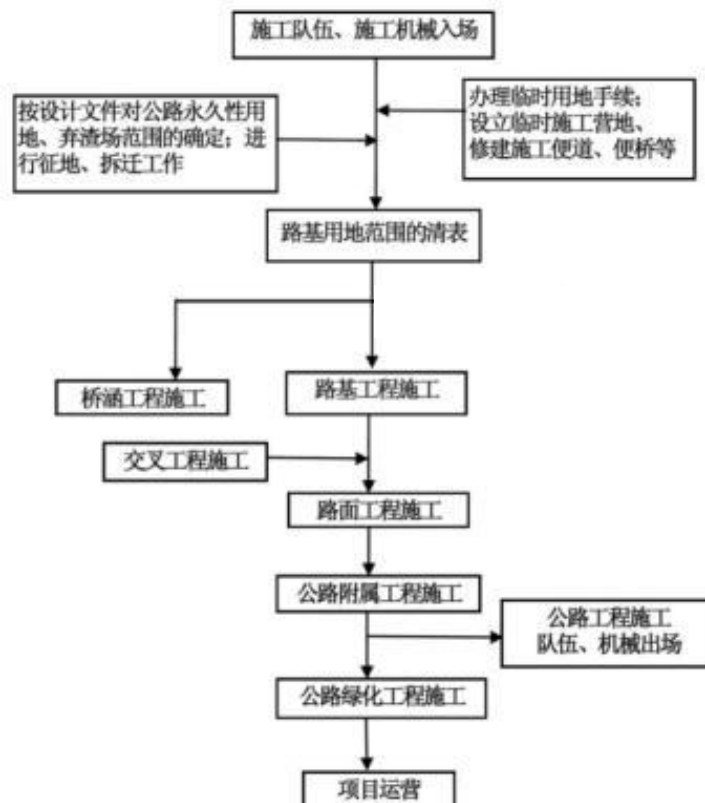 施工队伍、施工机械入场
按设计文件对公路永久性用
地、弃渣场范围的确定；进
行征地、拆迁工作
办理临时用地手续；
设立临时施工营地、
修建施工便道、便桥等
路基用地范围的清表
桥涵工程施工
路基工程施工
交叉工程施工
路面工程施工
公路附属工程施工
公路工程施工
队伍、机械出场
公路绿化工程施工
项目运营